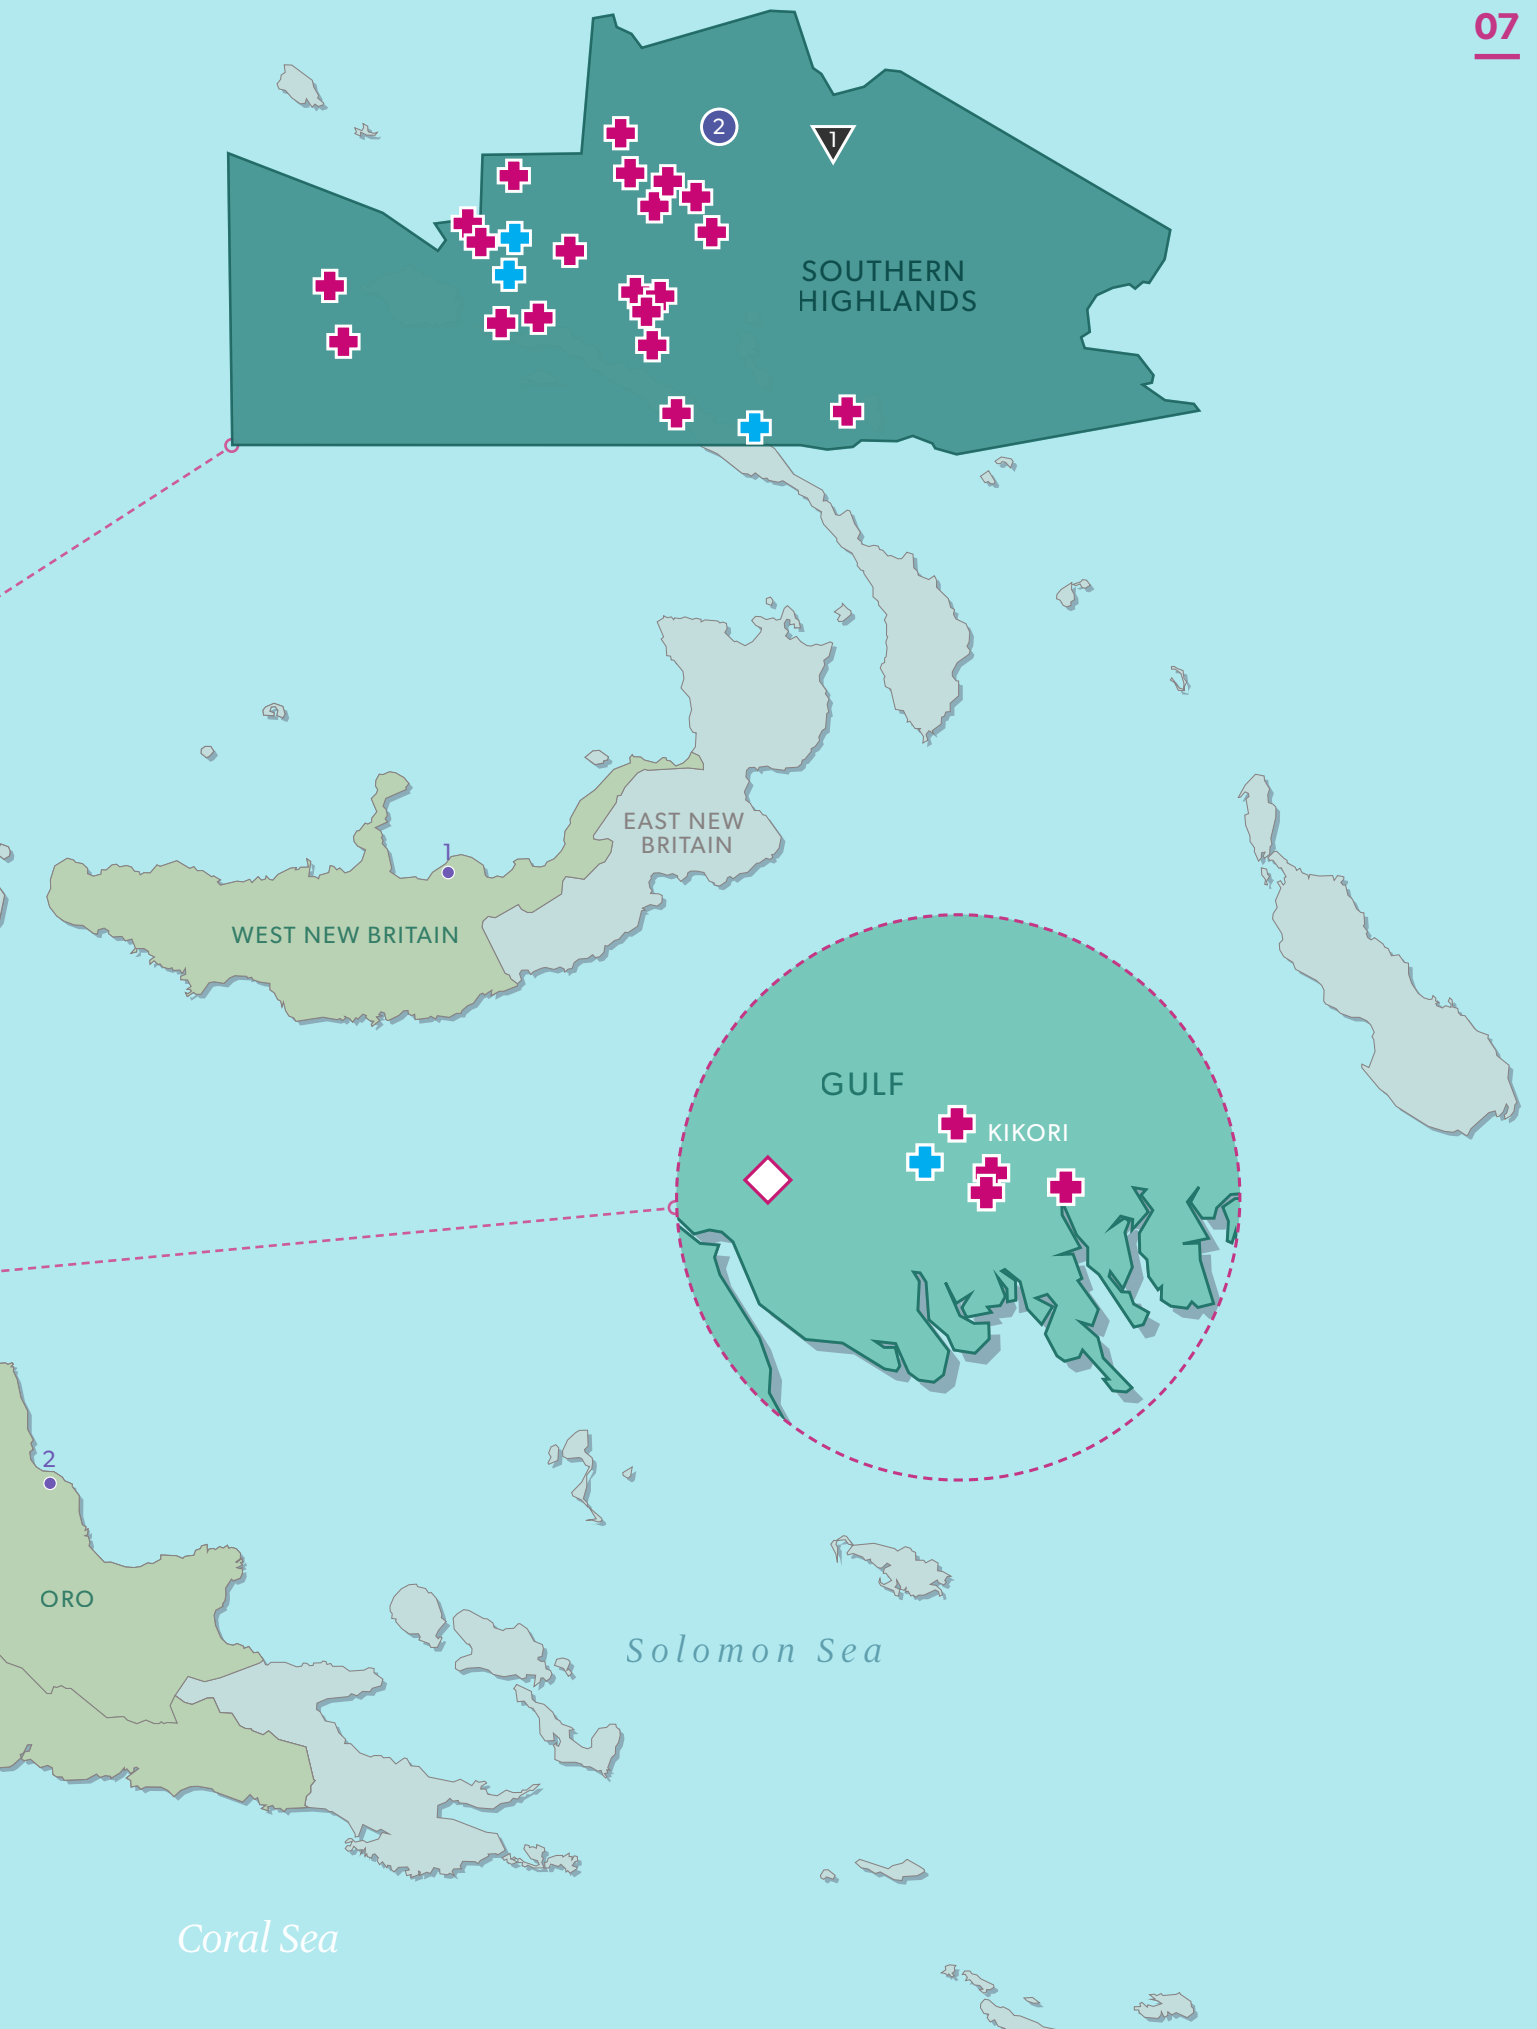 07
2
1
SOUTHERN
HIGHLANDS
EAST NEW
BRITAIN
1
WEST NEW BRITAIN
GULF
KIKORI
2
ORO
Solomon Sea
Coral Sea